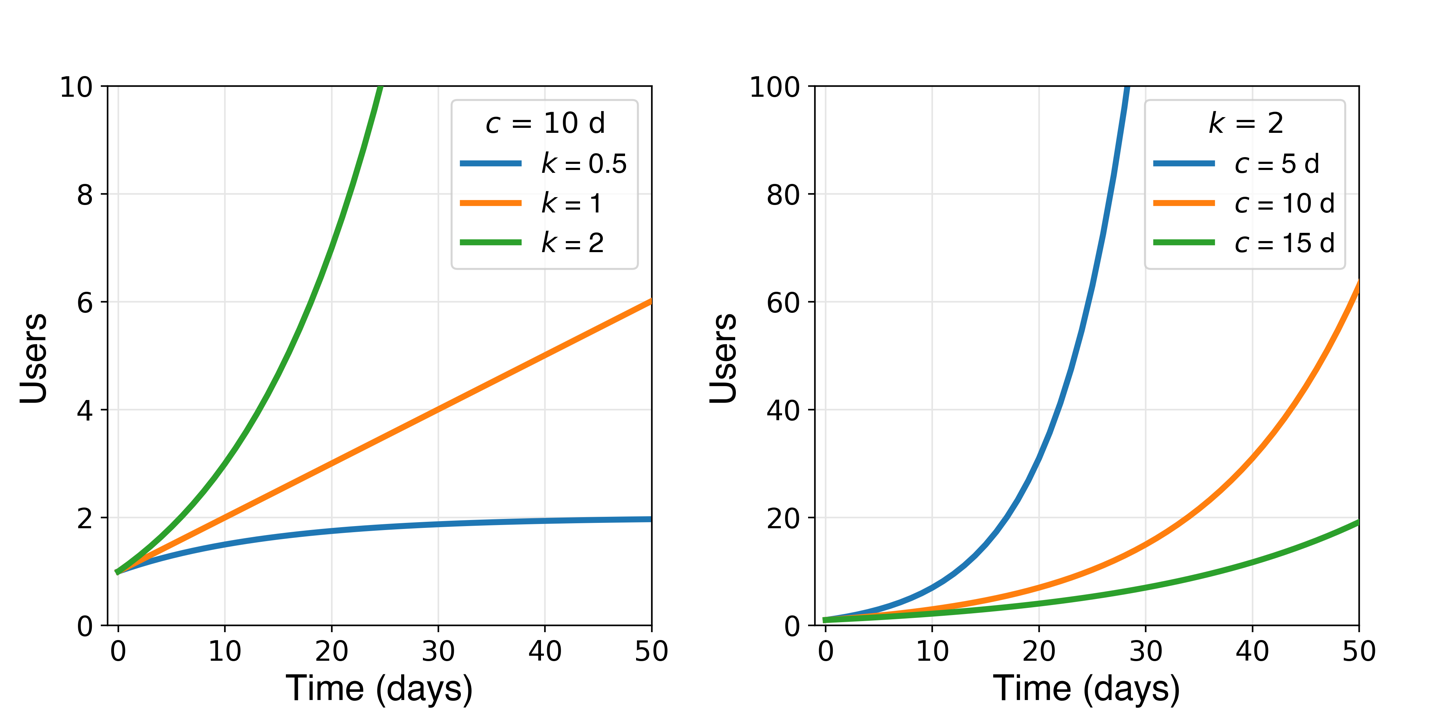 10
8
6
4
2
0
Users
0 10 20 30 40 50
Time (days)
c = 10 d
k = 0.5
k = 1
k = 2
100
80
60
40
20
0
Users
0 10 20 30 40 50
Time (days)
k = 2
c = 5 d
c = 10 d
c = 15 d